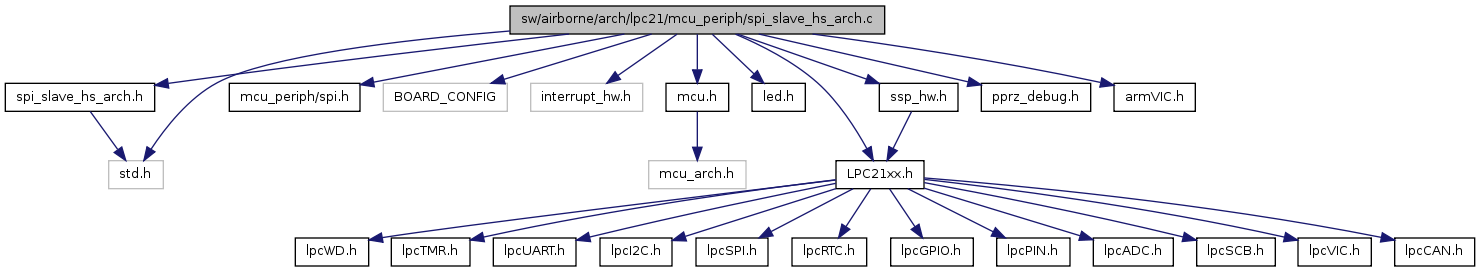 sw/airborne/arch/lpc21/mcu_periph/spi_slave_hs_arch.c
spi_slave_hs_arch.h
mcu_periph/spi.h
BOARD_CONFIG
interrupt_hw.h
mcu.h
led.h
ssp_hw.h
pprz_debug.h
armVIC.h
std.h
mcu_arch.h
LPC21xx.h
lpcWD.h
lpcTMR.h
lpcUART.h
lpcI2C.h
lpcSPI.h
lpcRTC.h
lpcGPIO.h
lpcPIN.h
lpcADC.h
lpcSCB.h
lpcVIC.h
lpcCAN.h